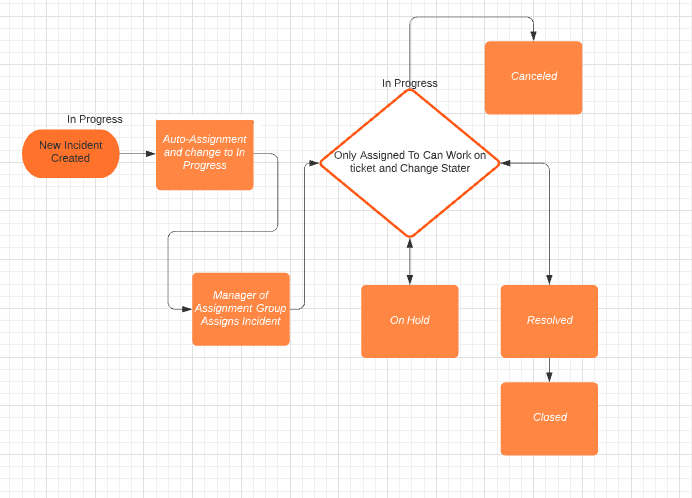 In Progress
New Incident
Created
Auto-Assignment
and change to In
Progress
Manager of
Assignment Group
Assigns Incident
In Progress
Only Assigned To Can Work on
ticket and Change Stater
Canceled
On Hold
Resolved
Closed